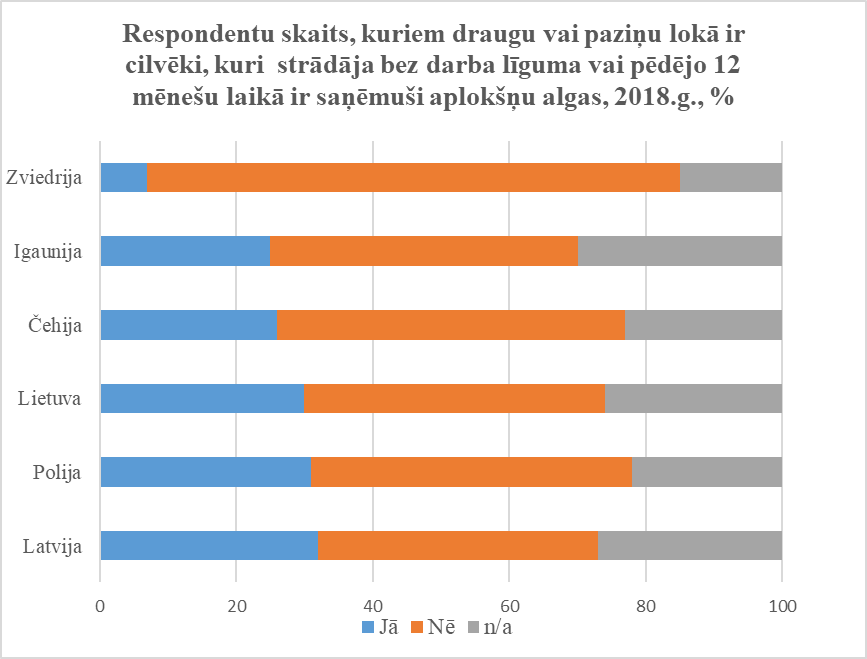 Respondentu skaits, kuriem draugu vai paziņu lokā ir
cilvēki, kuri  strādāja bez darba līguma vai pēdējo 12
mēnešu laikā ir saņēmuši aplokšņu algas, 2018.g., %
Zviedrija
Igaunija
Čehija
Lietuva
Polija
Latvija
0 20 40 60 80 100
Jā Nē n/a